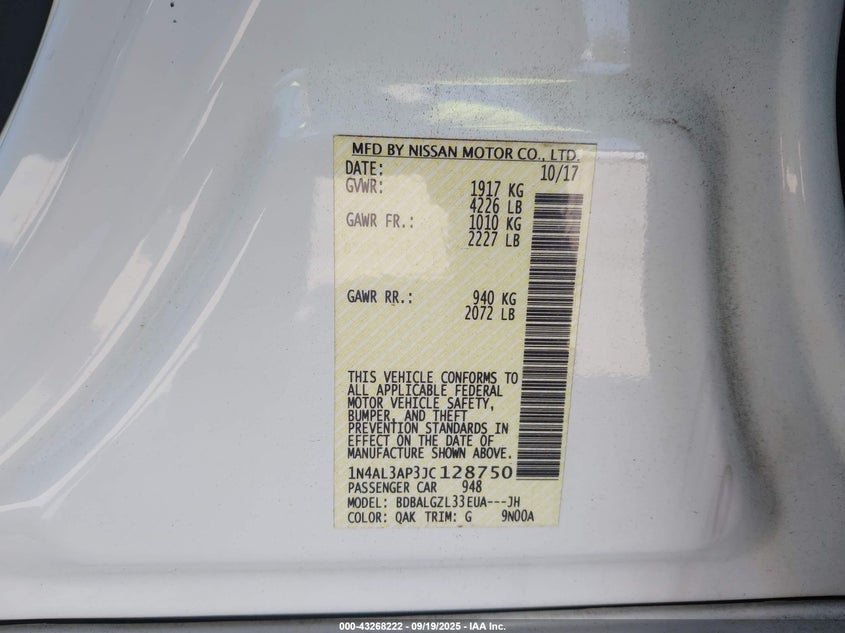 MFD BY NISSAN MOTOR CO., LTD.
DATE: 10/17
GVWR: 1917 KG
4226 LB
GAWR FR.: 1010 KG
2227 LB
GAWR RR.: 940 KG
2072 LB
THIS VEHICLE CONFORMS TO
ALL APPLICABLE FEDERAL
MOTOR VEHICLE SAFETY,
BUMPER, AND THEFT
PREVENTION STANDARDS IN
EFFECT ON THE DATE OF
MANUFACTURE SHOWN ABOVE.
1N4AL3AP3JC128750
PASSENGER CAR 948
MODEL: BDBALGZL33EUA---JH
COLOR: QAK TRIM: G 9N00A
000-43268222 - 09/19/2025 - IAA Inc.